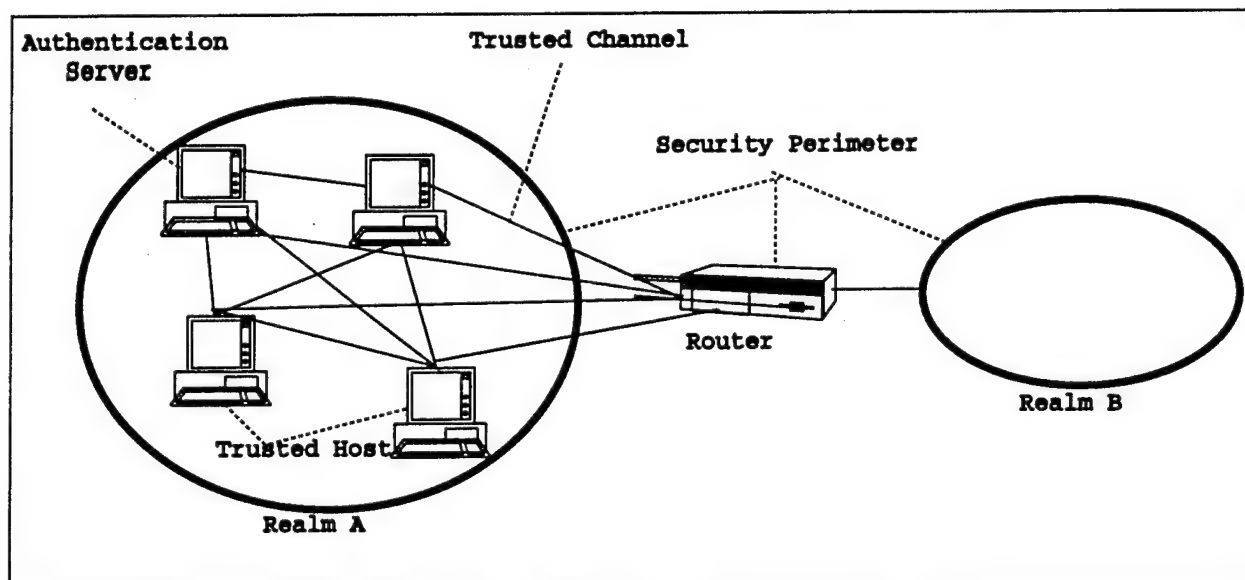 Authentication
Server
Trusted Channel
Security Perimeter
Router
Realm B
Trusted Host
Realm A